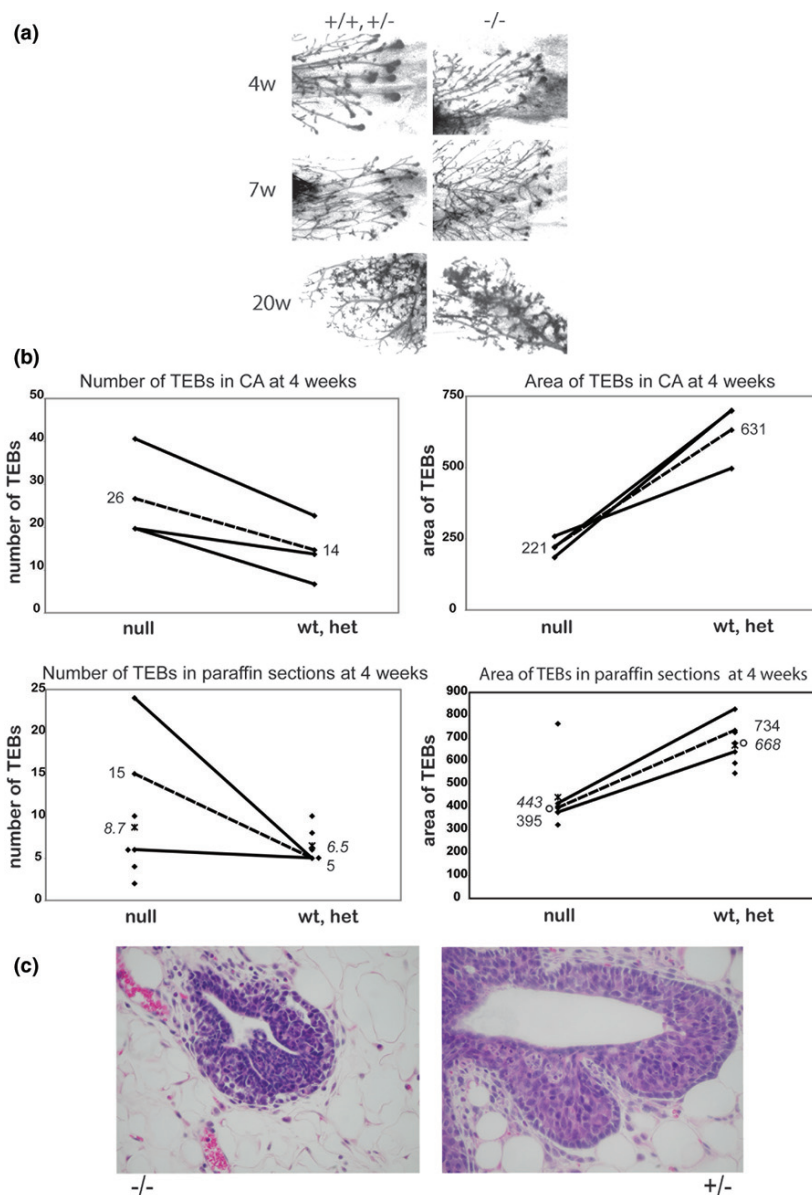 (a)
+/+, +/- -/-
4w
7w
20w
(b)
Number of TEBs in CA at 4 weeks
number of TEBs
50
40
30
20
10
0
26
14
null wt, het
Area of TEBs in CA at 4 weeks
area of TEBs
750
500
250
0
221
631
null wt, het
Number of TEBs in paraffin sections at 4 weeks
number of TEBs
25
20
15
10
5
0
15
8.7
6.5
5
null wt, het
Area of TEBs in paraffin sections at 4 weeks
area of TEBs
900
800
700
600
500
400
300
200
100
0
443
395
734
668
null wt, het
(c)
-/- +/-